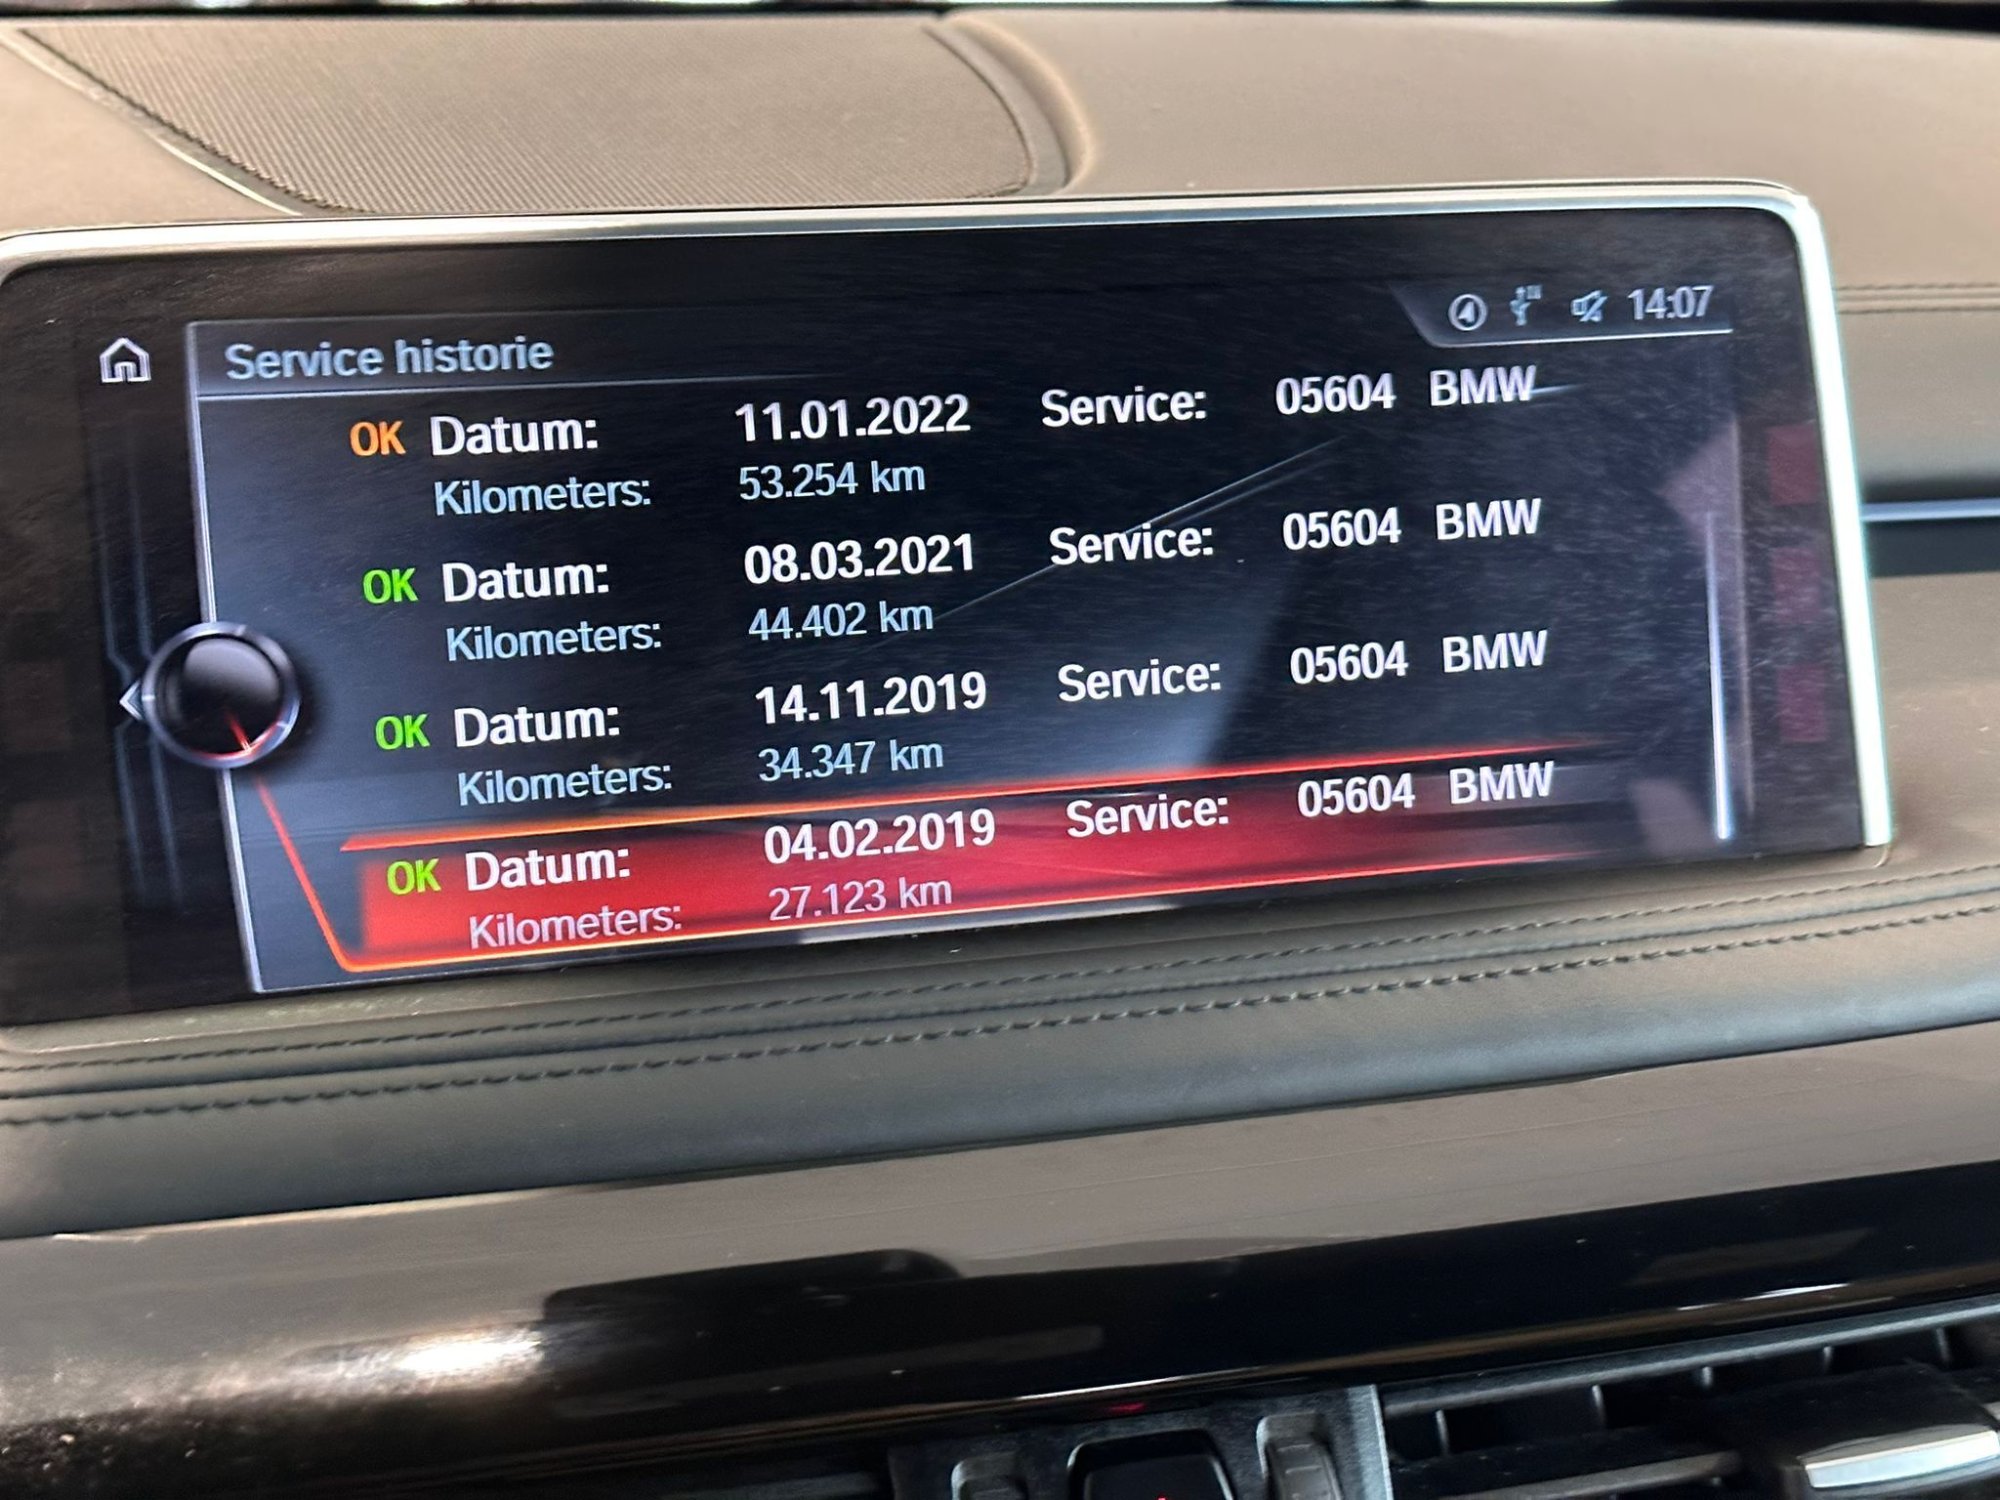 14:07
Service historie
OK Datum: 11.01.2022 Service: 05604 BMW
Kilometers: 53.254 km
OK Datum: 08.03.2021 Service: 05604 BMW
Kilometers: 44.402 km
OK Datum: 14.11.2019 Service: 05604 BMW
Kilometers: 34.347 km
OK Datum: 04.02.2019 Service: 05604 BMW
Kilometers: 27.123 km